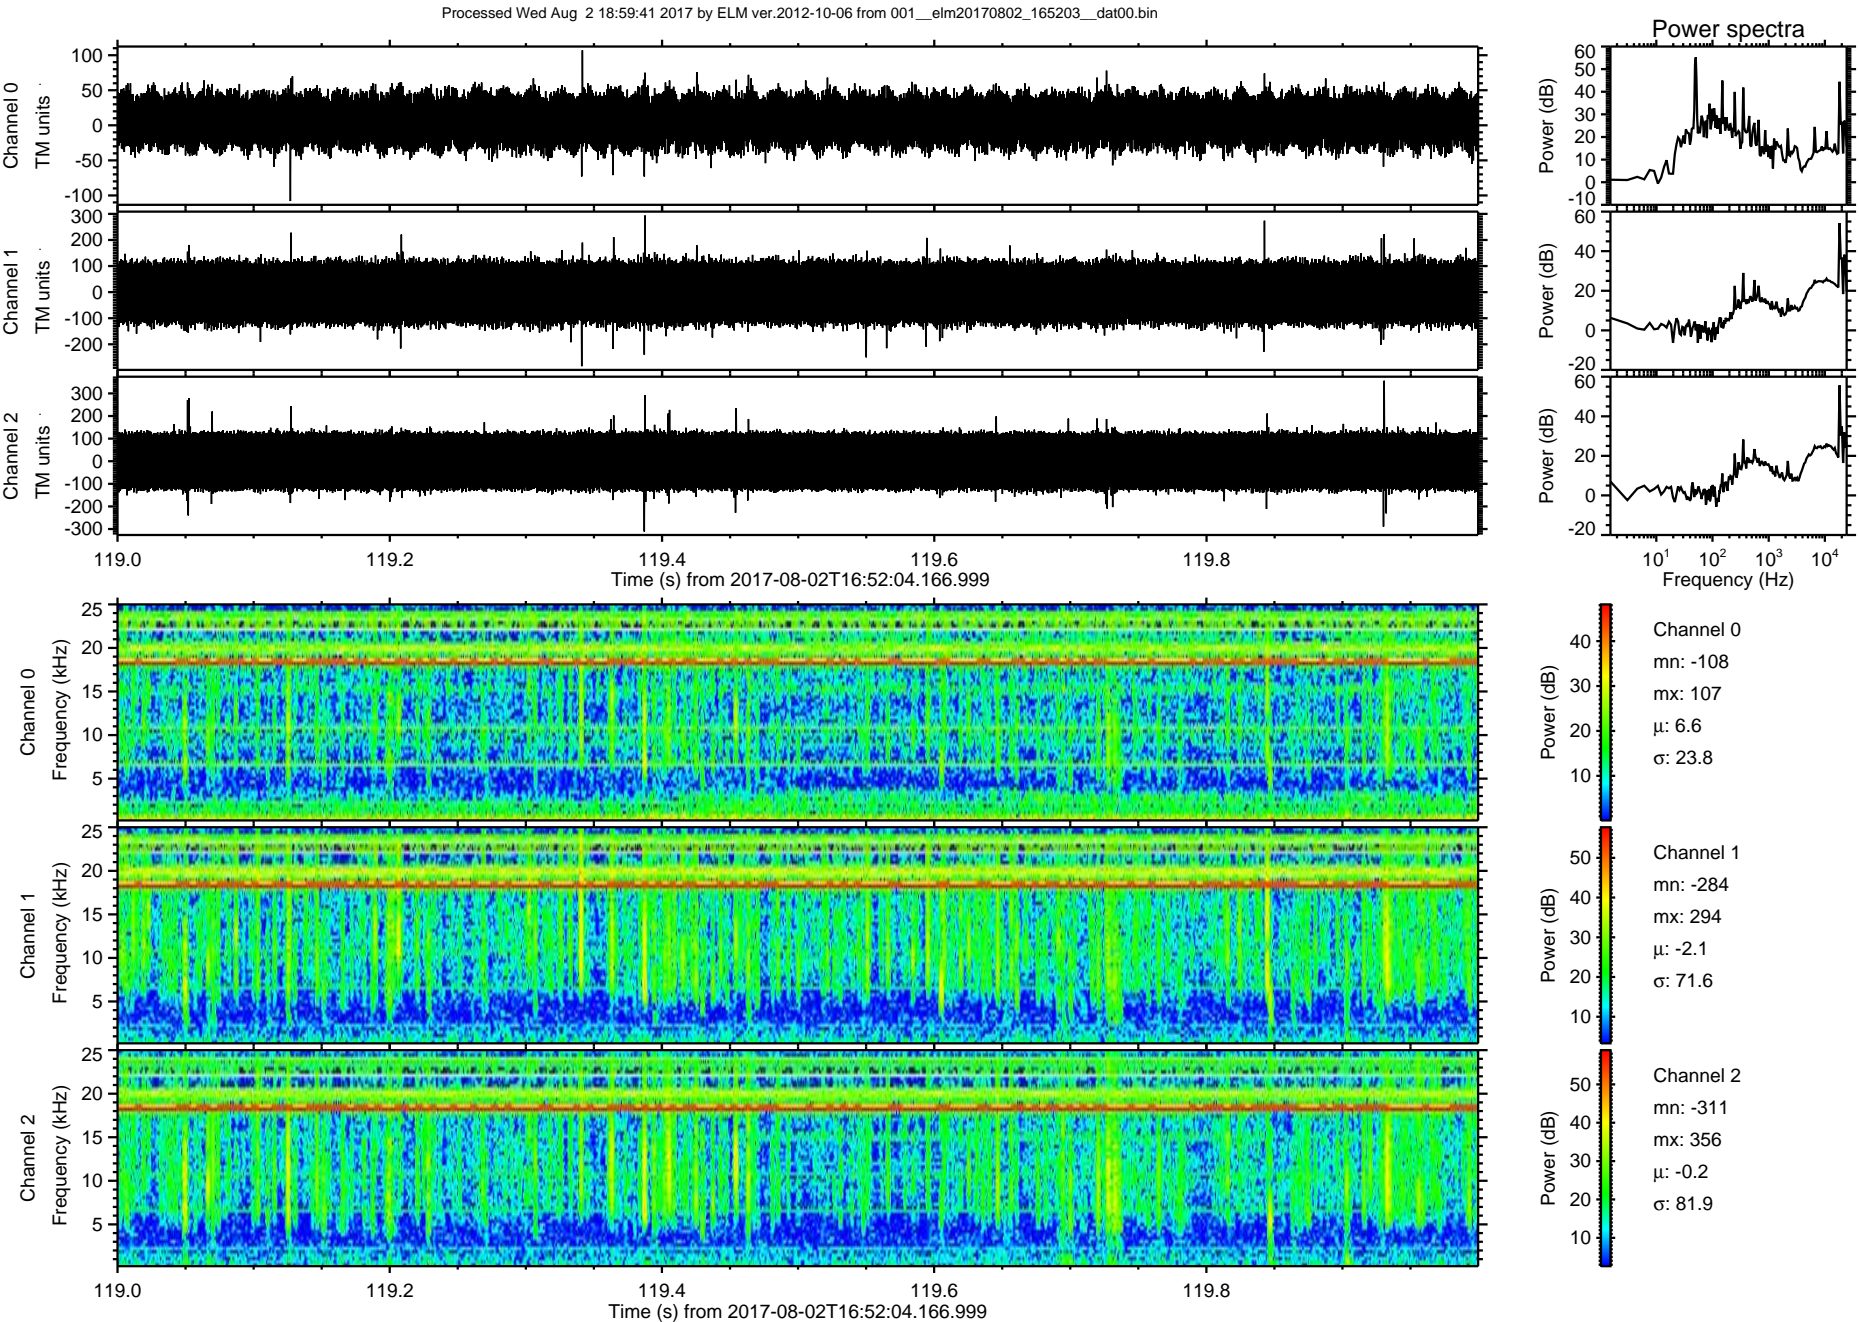 Processed Wed Aug 2 18:59:41 2017 by ELM ver.2012-10-06 from 001__elm20170802_165203__dat00.bin
Power spectra
Channel 0
TM units
100
50
0
-50
-100
Power (dB)
60
50
40
30
20
10
0
-10
Channel 1
TM units
300
200
100
0
-100
-200
Power (dB)
60
40
20
0
-20
Channel 2
TM units
300
200
100
0
-100
-200
-300
Power (dB)
60
40
20
0
-20
119.0 119.2 119.4 119.6 119.8
Time (s) from 2017-08-02T16:52:04.166.999
10¹ 10² 10³ 10⁴
Frequency (Hz)
Channel 0
Frequency (kHz)
25
20
15
10
5
Power (dB)
40
30
20
10
Channel 0
mn: -108
mx: 107
μ: 6.6
σ: 23.8
Channel 1
Frequency (kHz)
25
20
15
10
5
Power (dB)
50
40
30
20
10
Channel 1
mn: -284
mx: 294
μ: -2.1
σ: 71.6
Channel 2
Frequency (kHz)
25
20
15
10
5
Power (dB)
50
40
30
20
10
Channel 2
mn: -311
mx: 356
μ: -0.2
σ: 81.9
119.0 119.2 119.4 119.6 119.8
Time (s) from 2017-08-02T16:52:04.166.999